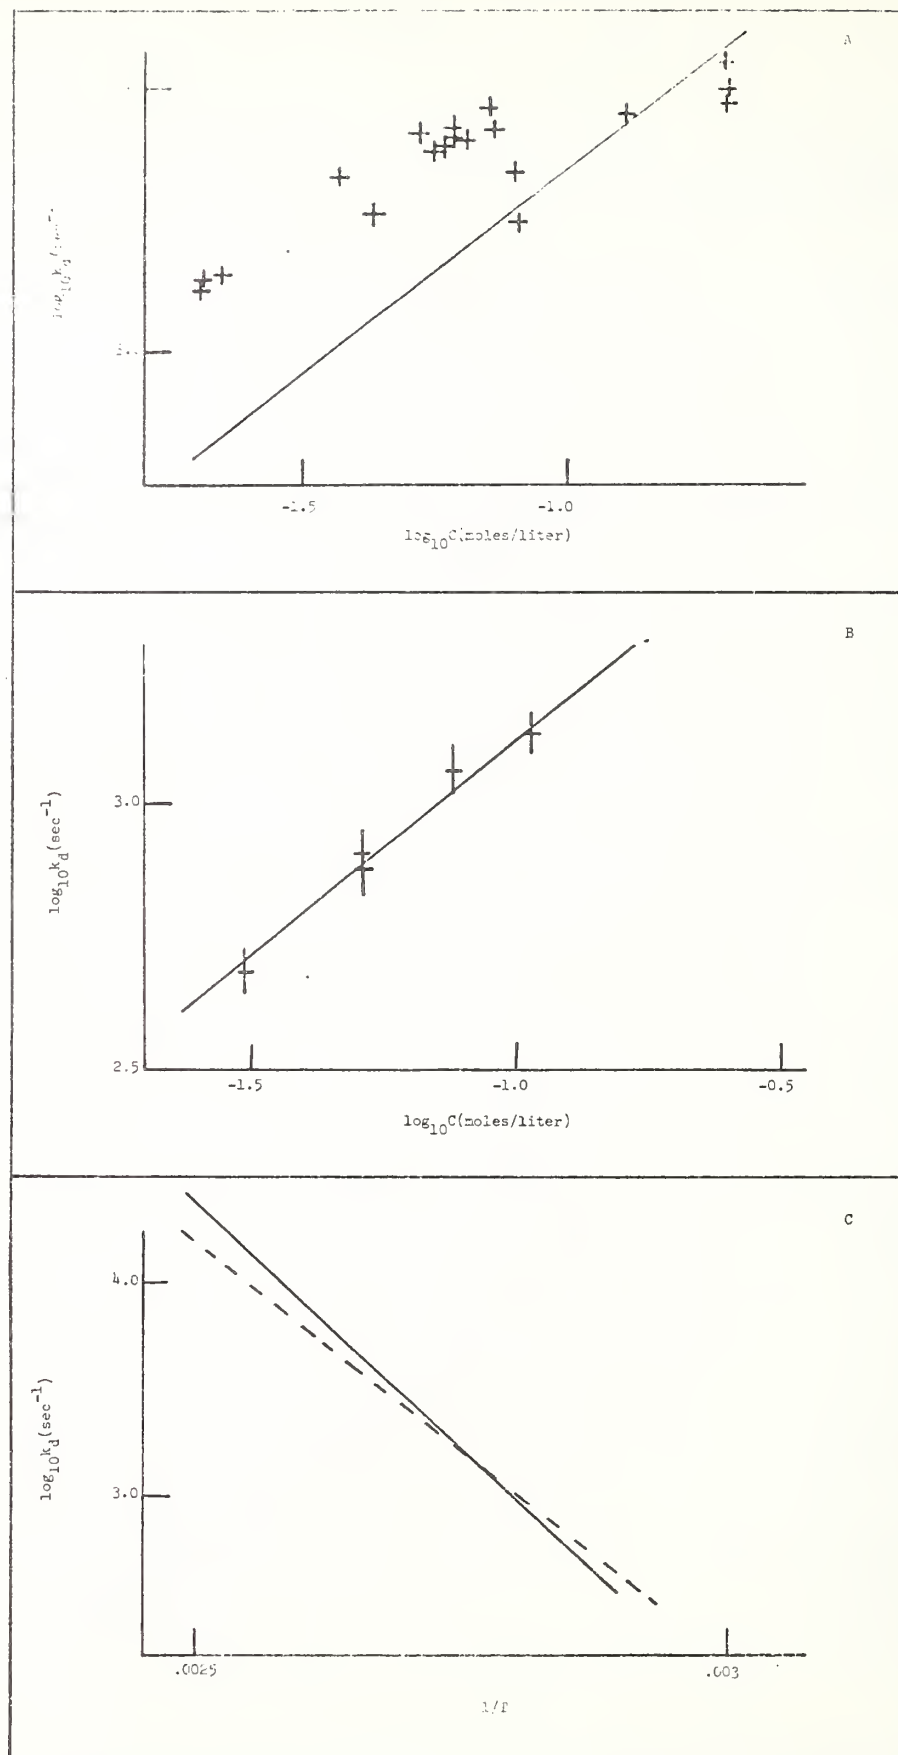 A
-1.5 -1.0
log10C(moles/liter)
B
log10kd(sec-1)
3.0
2.5
-1.5 -1.0 -0.5
log10C(moles/liter)
C
log10kd(sec-1)
4.0
3.0
.0025 .003
1/T